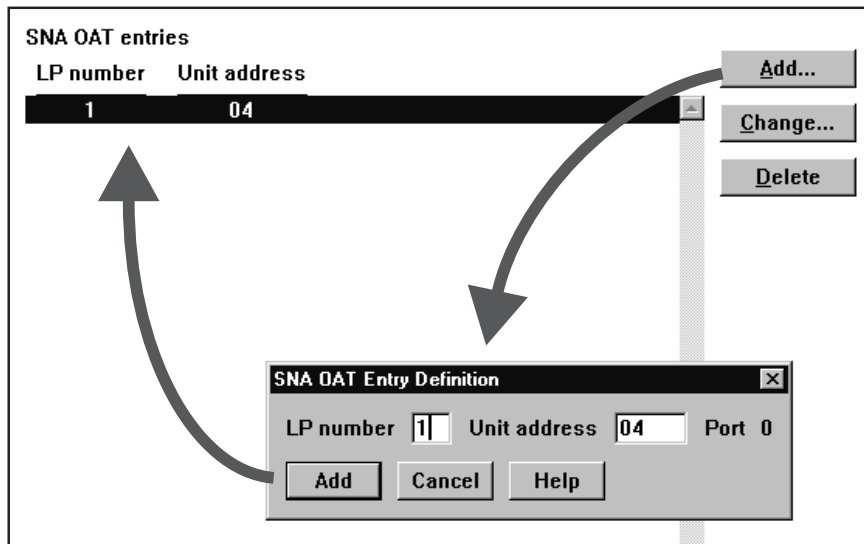 SNA OAT entries
LP number Unit address
1 04
Add...
Change...
Delete
SNA OAT Entry Definition
LP number 1 Unit address 04 Port 0
Add Cancel Help